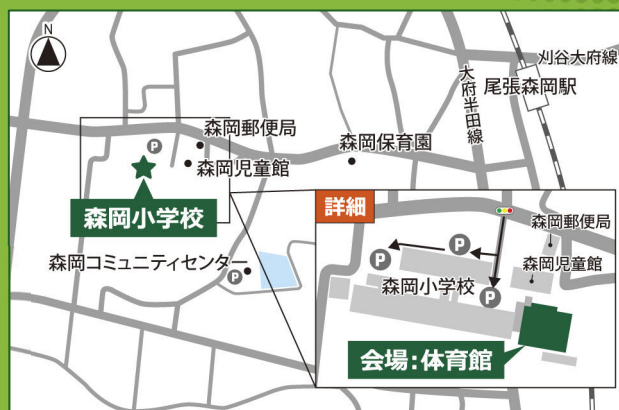 N
刈谷大府線
尾張森岡駅
大府半田線
森岡郵便局
P
森岡児童館
森岡保育園
森岡小学校
森岡コミュニティセンター
P
詳細
森岡郵便局
P
P
森岡児童館
森岡小学校
P
会場:体育館